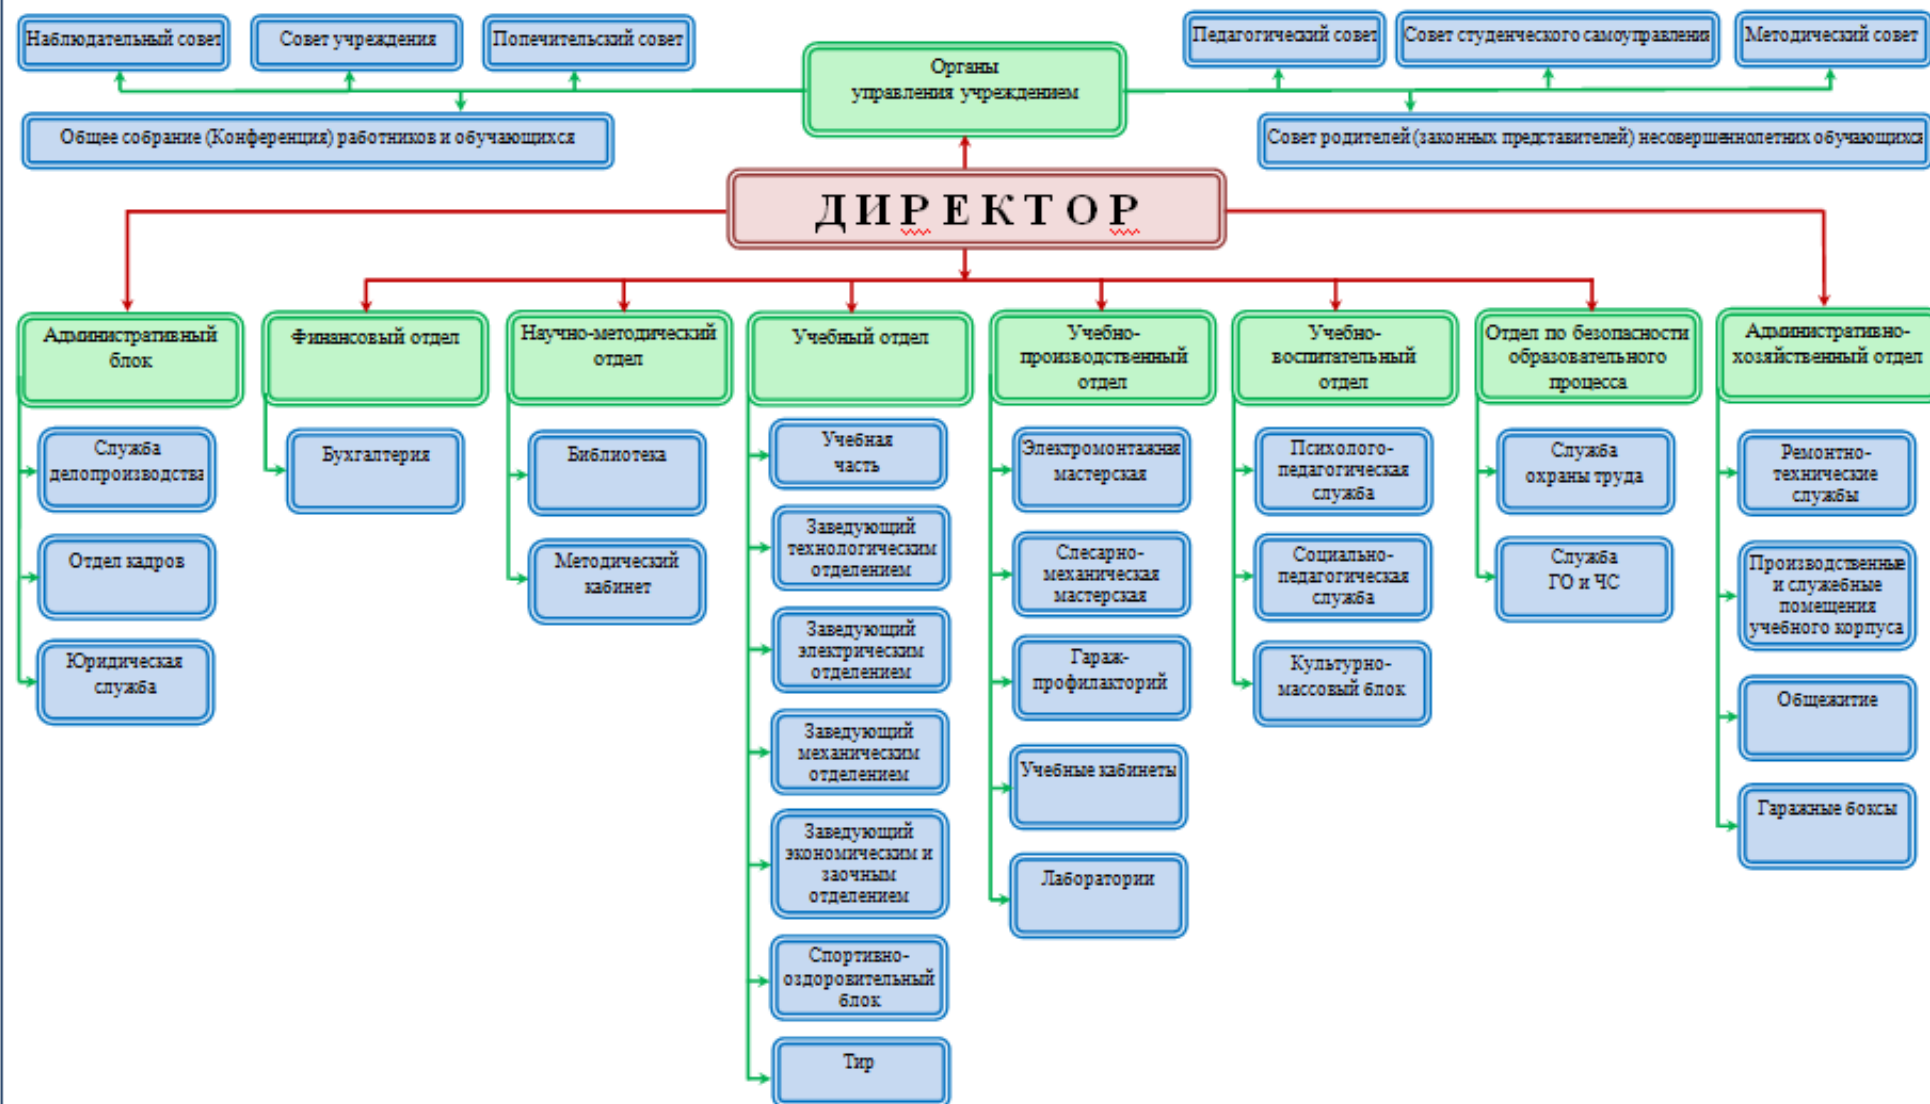 Наблюдательный совет
Совет учреждения
Попечительский совет
Органы
управления учреждением
Педагогический совет
Совет студенческого самоуправления
Методический совет
Общее собрание (Конференция) работников и обучающихся
Совет родителей (законных представителей) несовершеннолетних обучающихся
ДИРЕКТОР
Административный
блок
Финансовый отдел
Научно-методический
отдел
Учебный отдел
Учебно-
производственный
отдел
Учебно-
воспитательный
отдел
Отдел по безопасности
образовательного
процесса
Административно-
хозяйственный отдел
Служба
делопроизводства
Отдел кадров
Юридическая
служба
Бухгалтерия
Библиотека
Методический
кабинет
Учебная
часть
Заведующий
технологическим
отделением
Заведующий
электрическим
отделением
Заведующий
механическим
отделением
Заведующий
экономическим и
заочным
отделением
Спортивно-
оздоровительный
блок
Тир
Электромонтажная
мастерская
Слесарно-
механическая
мастерская
Гараж-
профилакторий
Учебные кабинеты
Лаборатории
Психолого-
педагогическая
служба
Социально-
педагогическая
служба
Культурно-
массовый блок
Служба
охраны труда
Служба
ГО и ЧС
Ремонтно-
технические
службы
Производственные
и служебные
помещения
учебного корпуса
Общежитие
Гаражные боксы